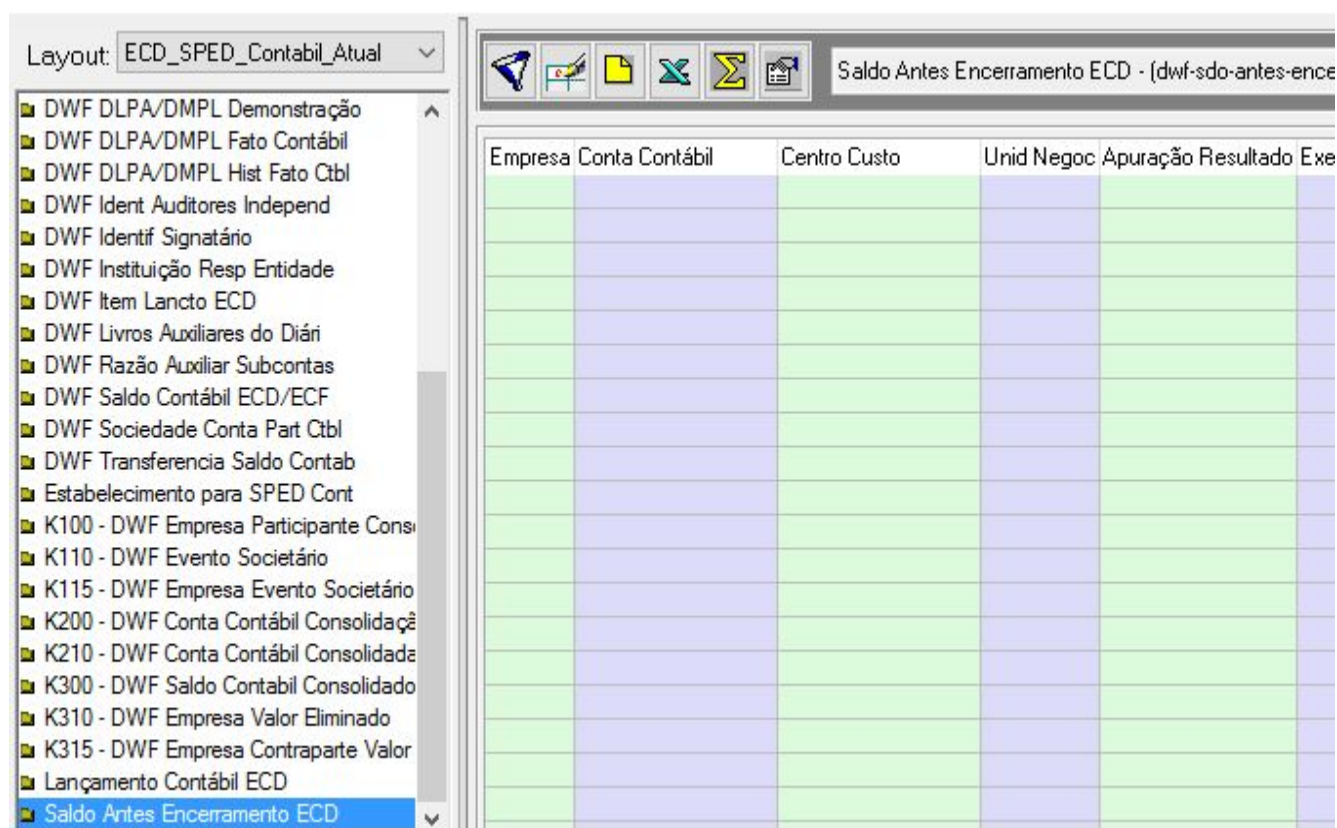 Layout: ECD_SPED_Contabil_Atual
Saldo Antes Encerramento ECD - (dwf-sdo-antes-ence
DWF DLPA/DMPL Demonstração
DWF DLPA/DMPL Fato Contábil
DWF DLPA/DMPL Hist Fato Ctbl
DWF Ident Auditores Independ
DWF Identif Signatário
DWF Instituição Resp Entidade
DWF Item Lancto ECD
DWF Livros Auxiliares do Diári
DWF Razão Auxiliar Subcontas
DWF Saldo Contábil ECD/ECF
DWF Sociedade Conta Part Ctbl
DWF Transferencia Saldo Contab
Estabelecimento para SPED Cont
K100 - DWF Empresa Participante Conso
K110 - DWF Evento Societário
K115 - DWF Empresa Evento Societário
K200 - DWF Conta Contábil Consolidaçã
K210 - DWF Conta Contábil Consolidada
K300 - DWF Saldo Contabil Consolidado
K310 - DWF Empresa Valor Eliminado
K315 - DWF Empresa Contraparte Valor
Lançamento Contábil ECD
Saldo Antes Encerramento ECD
Empresa Conta Contábil Centro Custo Unid Negoc Apuração Resultado Exe